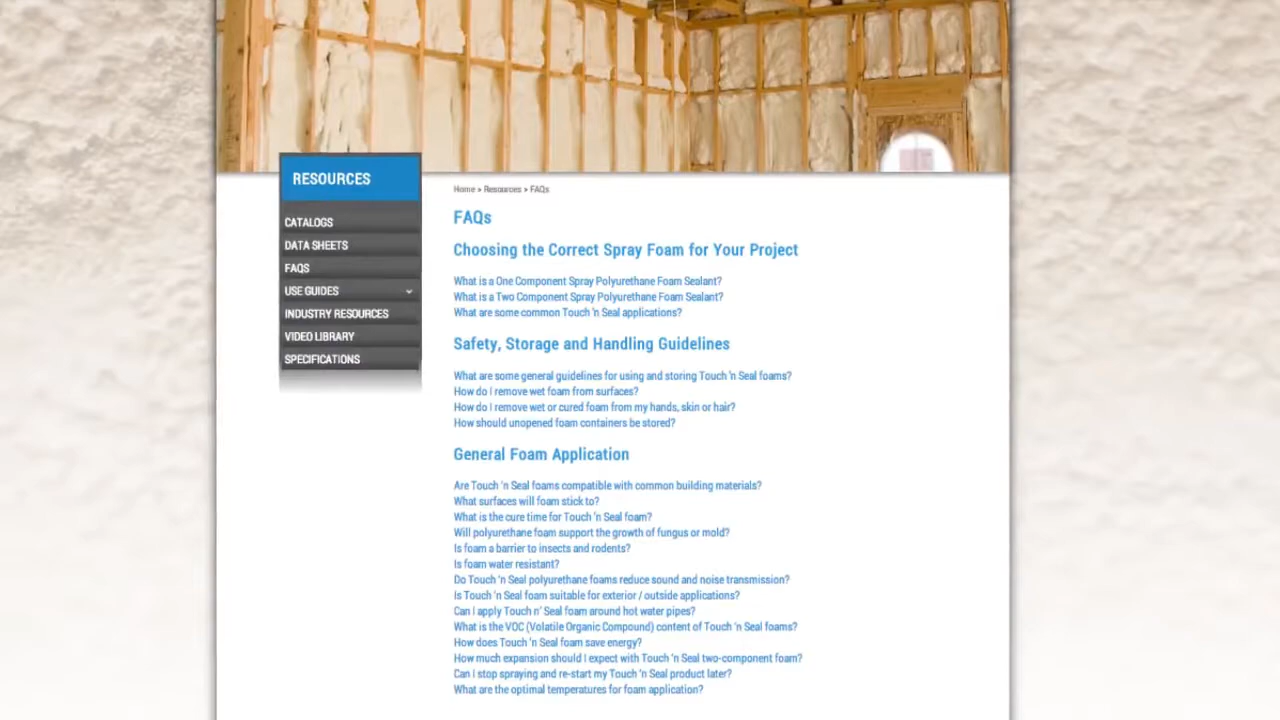 RESOURCES
CATALOGS
DATA SHEETS
FAQS
USE GUIDES
INDUSTRY RESOURCES
VIDEO LIBRARY
SPECIFICATIONS
Home » Resources » FAQs
FAQs
Choosing the Correct Spray Foam for Your Project
What is a One Component Spray Polyurethane Foam Sealant?
What is a Two Component Spray Polyurethane Foam Sealant?
What are some common Touch 'n Seal applications?
Safety, Storage and Handling Guidelines
What are some general guidelines for using and storing Touch 'n Seal foams?
How do I remove wet foam from surfaces?
How do I remove wet or cured foam from my hands, skin or hair?
How should unopened foam containers be stored?
General Foam Application
Are Touch 'n Seal foams compatible with common building materials?
What surfaces will foam stick to?
What is the cure time for Touch 'n Seal foam?
Will polyurethane foam support the growth of fungus or mold?
Is foam a barrier to insects and rodents?
Is foam water resistant?
Do Touch 'n Seal polyurethane foams reduce sound and noise transmission?
Is Touch 'n Seal foam suitable for exterior / outside applications?
Can I apply Touch n' Seal foam around hot water pipes?
What is the VOC (Volatile Organic Compound) content of Touch 'n Seal foams?
How does Touch 'n Seal foam save energy?
How much expansion should I expect with Touch 'n Seal two-component foam?
Can I stop spraying and re-start my Touch 'n Seal product later?
What are the optimal temperatures for foam application?